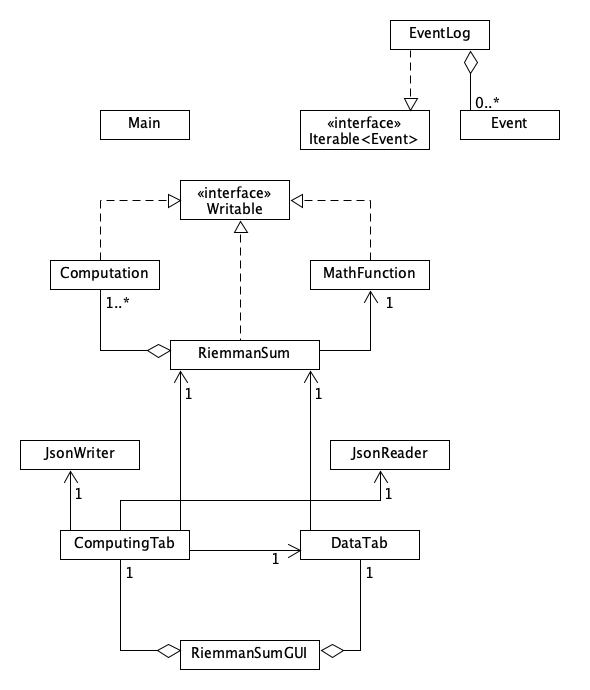 EventLog
0..*
Main
«interface»
Iterable<Event>
Event
«interface»
Writable
Computation
MathFunction
1..*
1
RiemmanSum
1
1
JsonWriter
JsonReader
1
1
ComputingTab
DataTab
1
1
1
RiemmanSumGUI